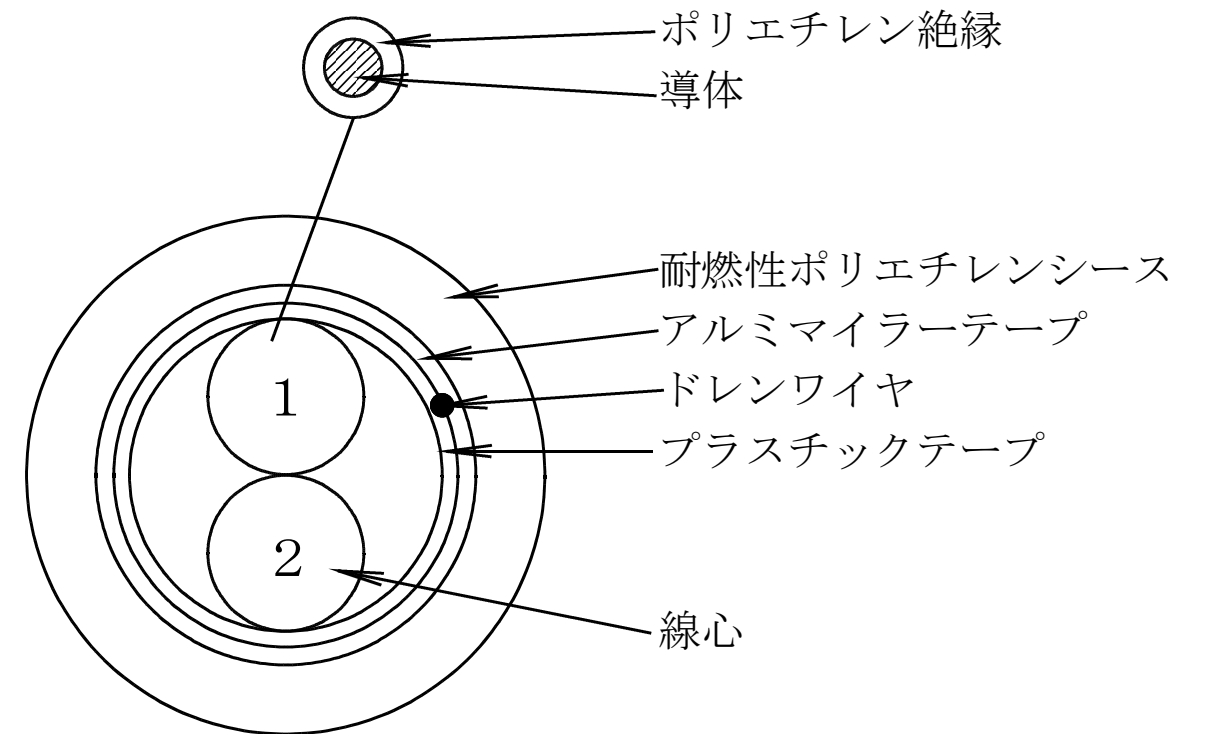 ポリエチレン絶縁
導体
耐燃性ポリエチレンシース
アルミマイラーテープ
1
ドレンワイヤ
プラスチックテープ
2
線心